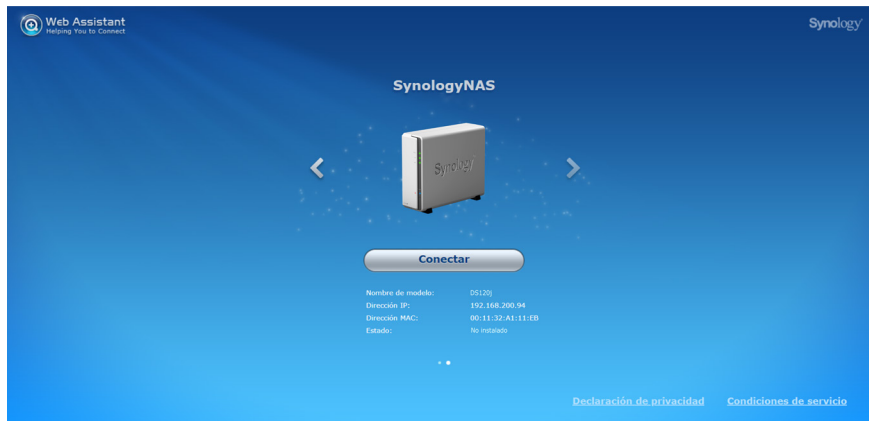 Web Assistant
Helping You to Connect
Synology
SynologyNAS
Synology
Conectar
Nombre de modelo: DS120j
Dirección IP: 192.168.200.94
Dirección MAC: 00:11:32:A1:11:EB
Estado: No instalado
Declaración de privacidad Condiciones de servicio